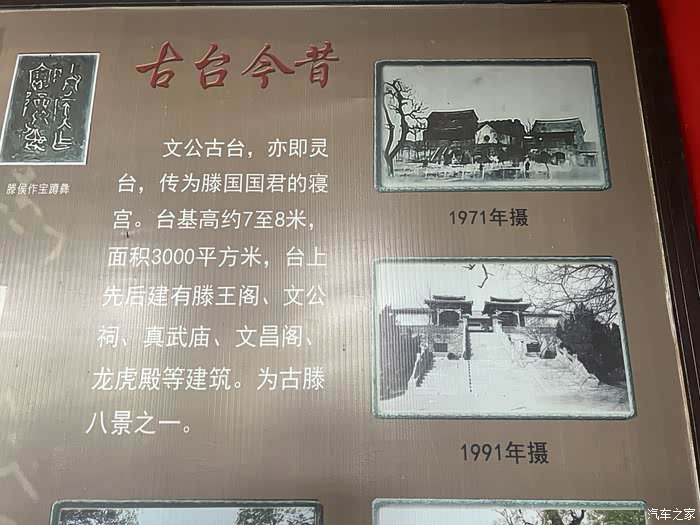 古台今昔
滕侯作宝蹲彝
文公古台，亦即灵
台，传为滕国国君的寝
宫。台基高约7至8米，
面积3000平方米，台上
先后建有滕王阁、文公
祠、真武庙、文昌阁、
龙虎殿等建筑。为古滕
八景之一。
1971年摄
1991年摄
汽车之家